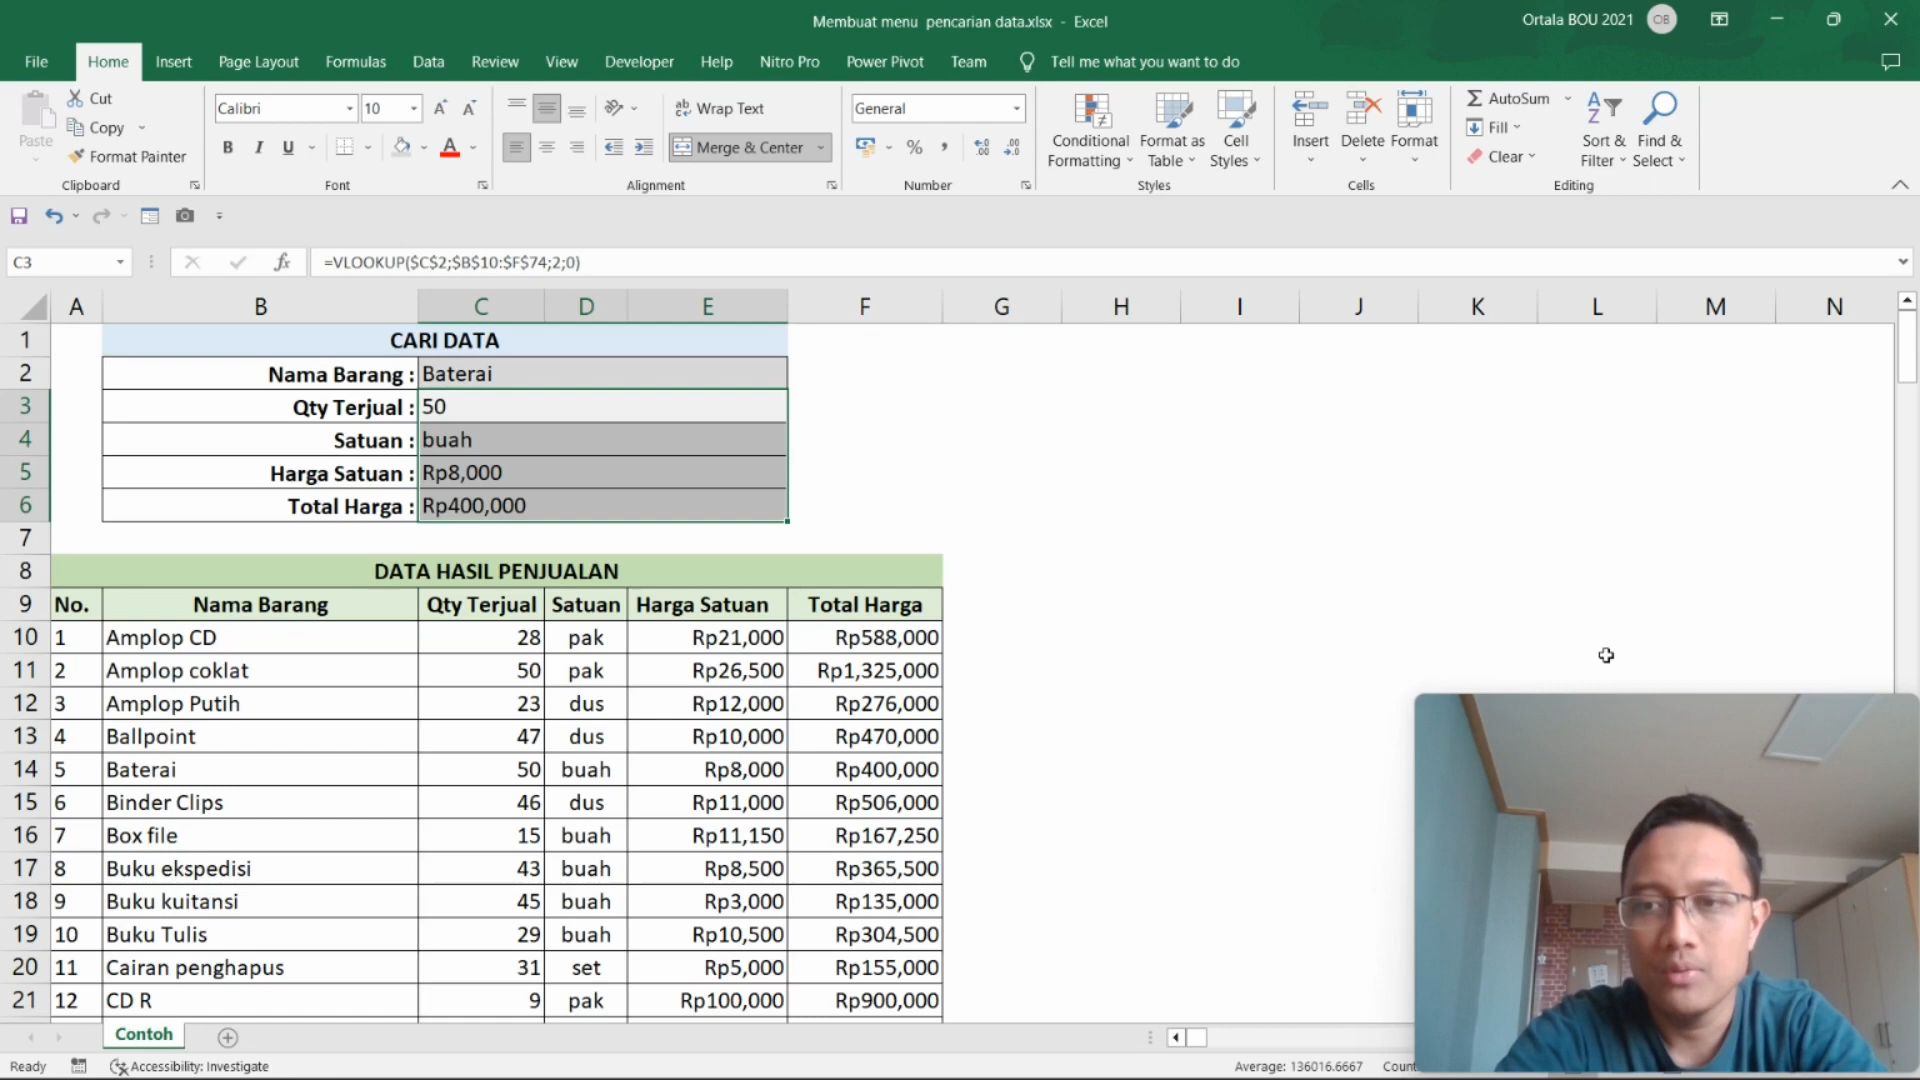 Membuat menu pencarian data.xlsx - Excel
Ortala BOU 2021 OB
File Home Insert Page Layout Formulas Data Review View Developer Help Nitro Pro Power Pivot Team Tell me what you want to do
Paste
Cut
Copy
Format Painter
Clipboard
Calibri 10
B I U
Font
Wrap Text
Merge & Center
Alignment
General
Number
Conditional Formatting
Format as Table
Cell Styles
Styles
Insert
Delete
Format
Cells
AutoSum
Fill
Clear
Sort & Filter
Find & Select
Editing
C3 fx =VLOOKUP($C$2;$B$10:$F$74;2;0)
A B C D E F G H I J K L M N
1 CARI DATA
2 Nama Barang : Baterai
3 Qty Terjual : 50
4 Satuan : buah
5 Harga Satuan : Rp8,000
6 Total Harga : Rp400,000
7
8 DATA HASIL PENJUALAN
9 No. Nama Barang Qty Terjual Satuan Harga Satuan Total Harga
10 1 Amplop CD 28 pak Rp21,000 Rp588,000
11 2 Amplop coklat 50 pak Rp26,500 Rp1,325,000
12 3 Amplop Putih 23 dus Rp12,000 Rp276,000
13 4 Ballpoint 47 dus Rp10,000 Rp470,000
14 5 Baterai 50 buah Rp8,000 Rp400,000
15 6 Binder Clips 46 dus Rp11,000 Rp506,000
16 7 Box file 15 buah Rp11,150 Rp167,250
17 8 Buku ekspedisi 43 buah Rp8,500 Rp365,500
18 9 Buku kuitansi 45 buah Rp3,000 Rp135,000
19 10 Buku Tulis 29 buah Rp10,500 Rp304,500
20 11 Cairan penghapus 31 set Rp5,000 Rp155,000
21 12 CD R 9 pak Rp100,000 Rp900,000
Contoh
Ready Accessibility: Investigate Average: 136016.6667 Count